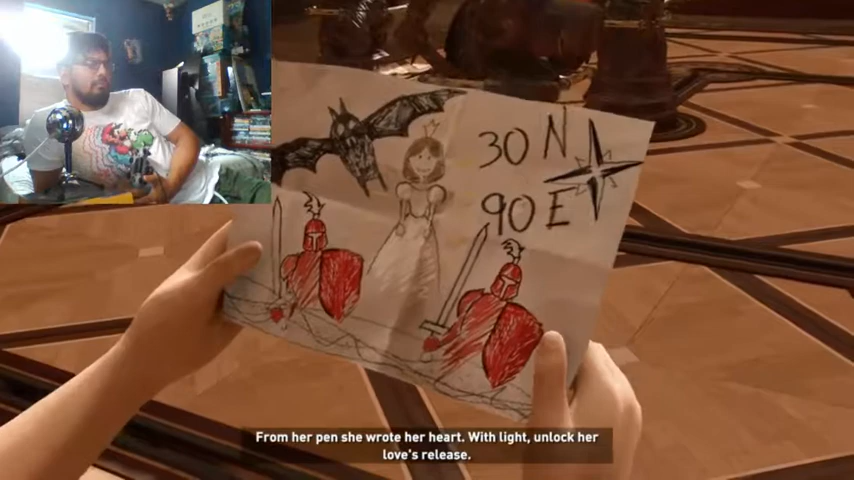 30 N
90 E
From her pen she wrote her heart. With light, unlock her
love's release.